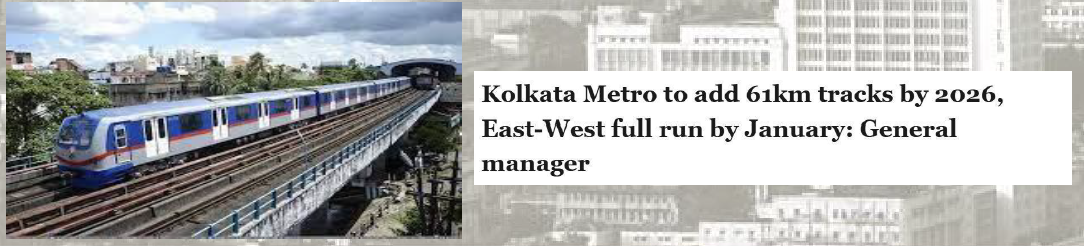 Kolkata Metro to add 61km tracks by 2026,
East-West full run by January: General
manager